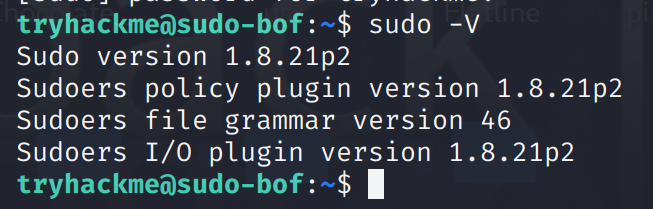 tryhackme@sudo-bof:~$ sudo -V
Sudo version 1.8.21p2
Sudoers policy plugin version 1.8.21p2
Sudoers file grammar version 46
Sudoers I/O plugin version 1.8.21p2
tryhackme@sudo-bof:~$